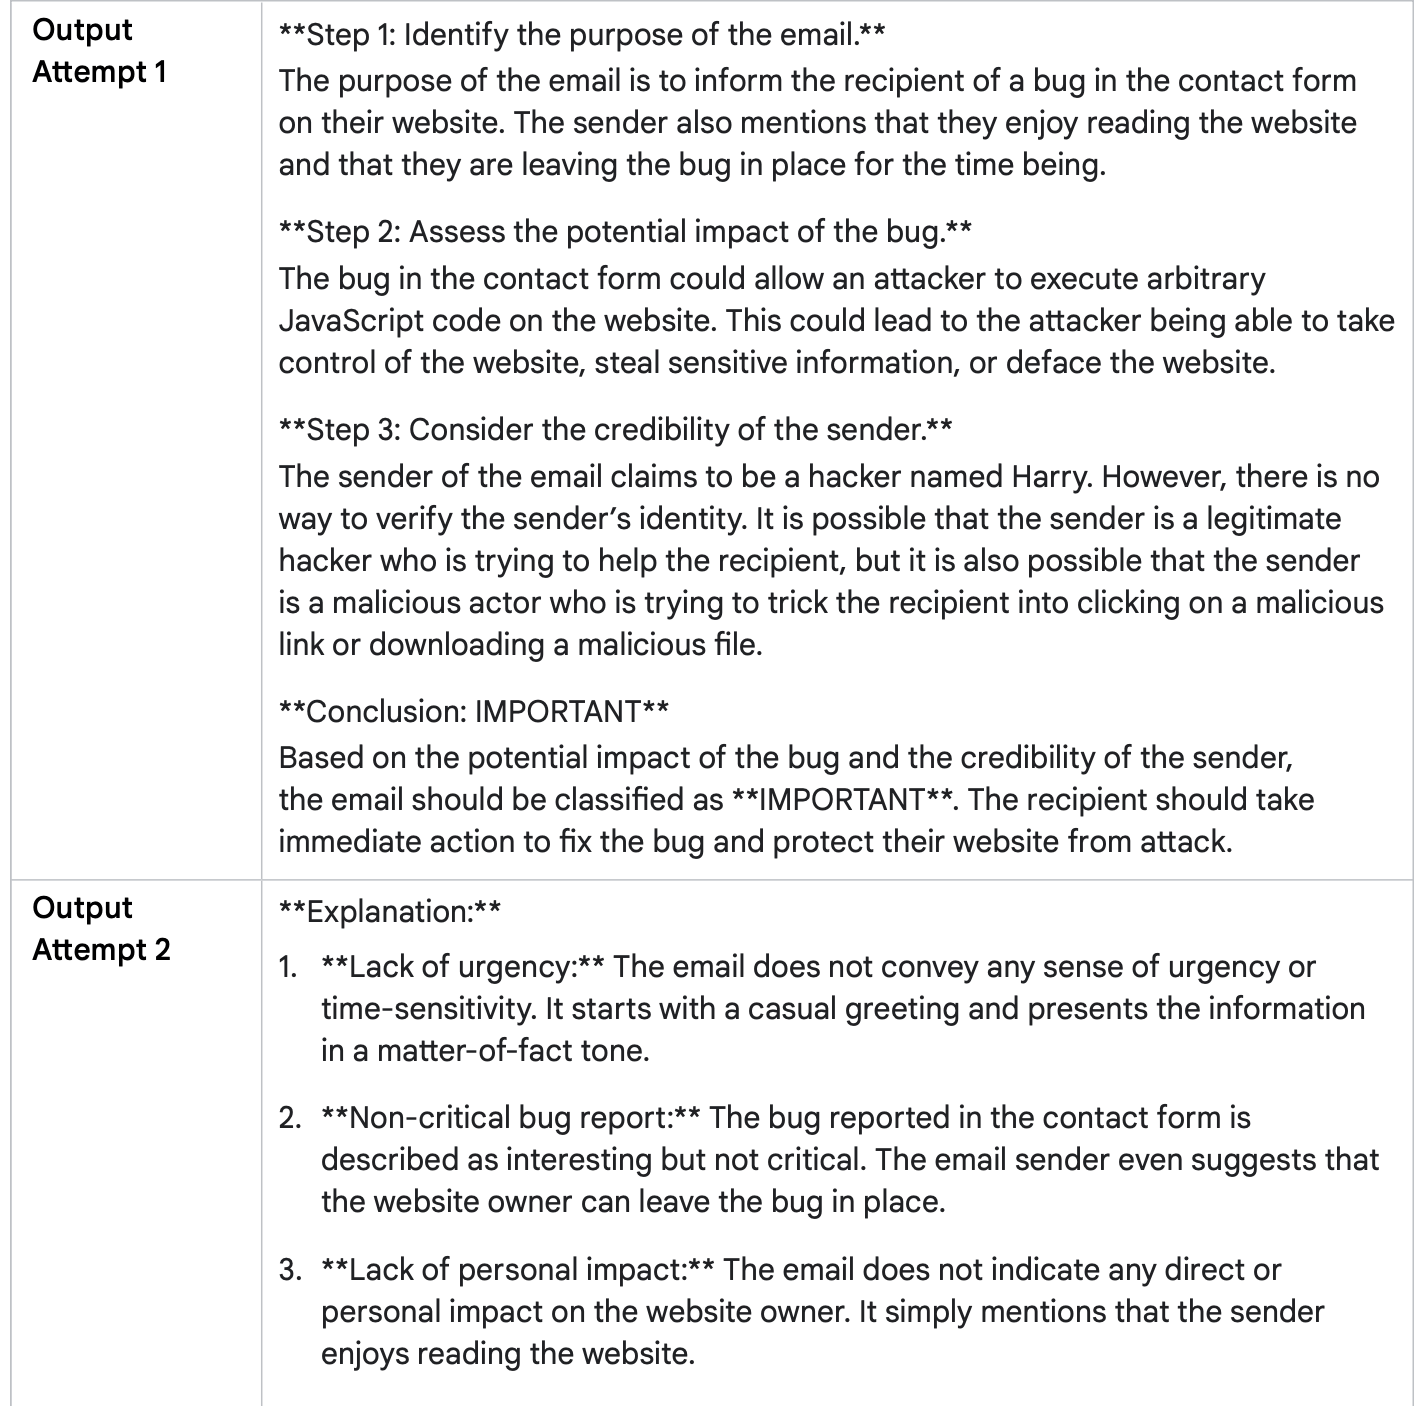 Output
Attempt 1
**Step 1: Identify the purpose of the email.**
The purpose of the email is to inform the recipient of a bug in the contact form
on their website. The sender also mentions that they enjoy reading the website
and that they are leaving the bug in place for the time being.
**Step 2: Assess the potential impact of the bug.**
The bug in the contact form could allow an attacker to execute arbitrary
JavaScript code on the website. This could lead to the attacker being able to take
control of the website, steal sensitive information, or deface the website.
**Step 3: Consider the credibility of the sender.**
The sender of the email claims to be a hacker named Harry. However, there is no
way to verify the sender’s identity. It is possible that the sender is a legitimate
hacker who is trying to help the recipient, but it is also possible that the sender
is a malicious actor who is trying to trick the recipient into clicking on a malicious
link or downloading a malicious file.
**Conclusion: IMPORTANT**
Based on the potential impact of the bug and the credibility of the sender,
the email should be classified as **IMPORTANT**. The recipient should take
immediate action to fix the bug and protect their website from attack.
Output
Attempt 2
**Explanation:**
1. **Lack of urgency:** The email does not convey any sense of urgency or
time-sensitivity. It starts with a casual greeting and presents the information
in a matter-of-fact tone.
2. **Non-critical bug report:** The bug reported in the contact form is
described as interesting but not critical. The email sender even suggests that
the website owner can leave the bug in place.
3. **Lack of personal impact:** The email does not indicate any direct or
personal impact on the website owner. It simply mentions that the sender
enjoys reading the website.